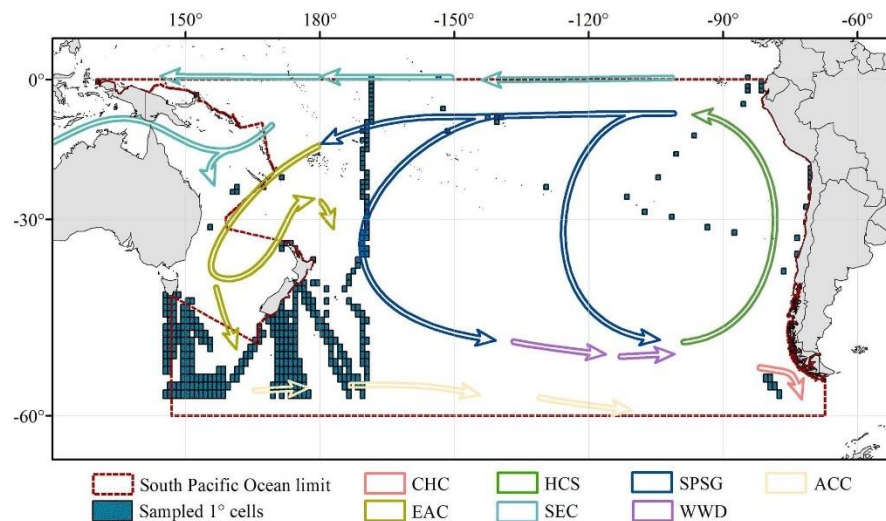 150° 180° -150° -120° -90° -60°
0°
-30°
-60°
South Pacific Ocean limit CHC HCS SPSG ACC
Sampled 1° cells EAC SEC WWD